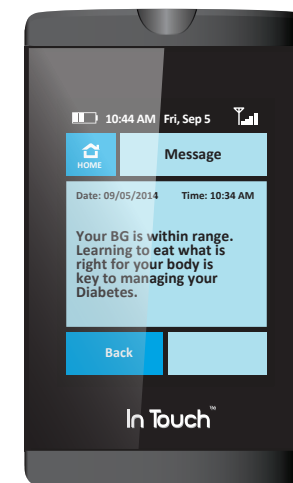 10:44 AM Fri, Sep 5
HOME
Message
Date: 09/05/2014 Time: 10:34 AM
Your BG is within range.
Learning to eat what is
right for your body is
key to managing your
Diabetes.
Back
In Touch™